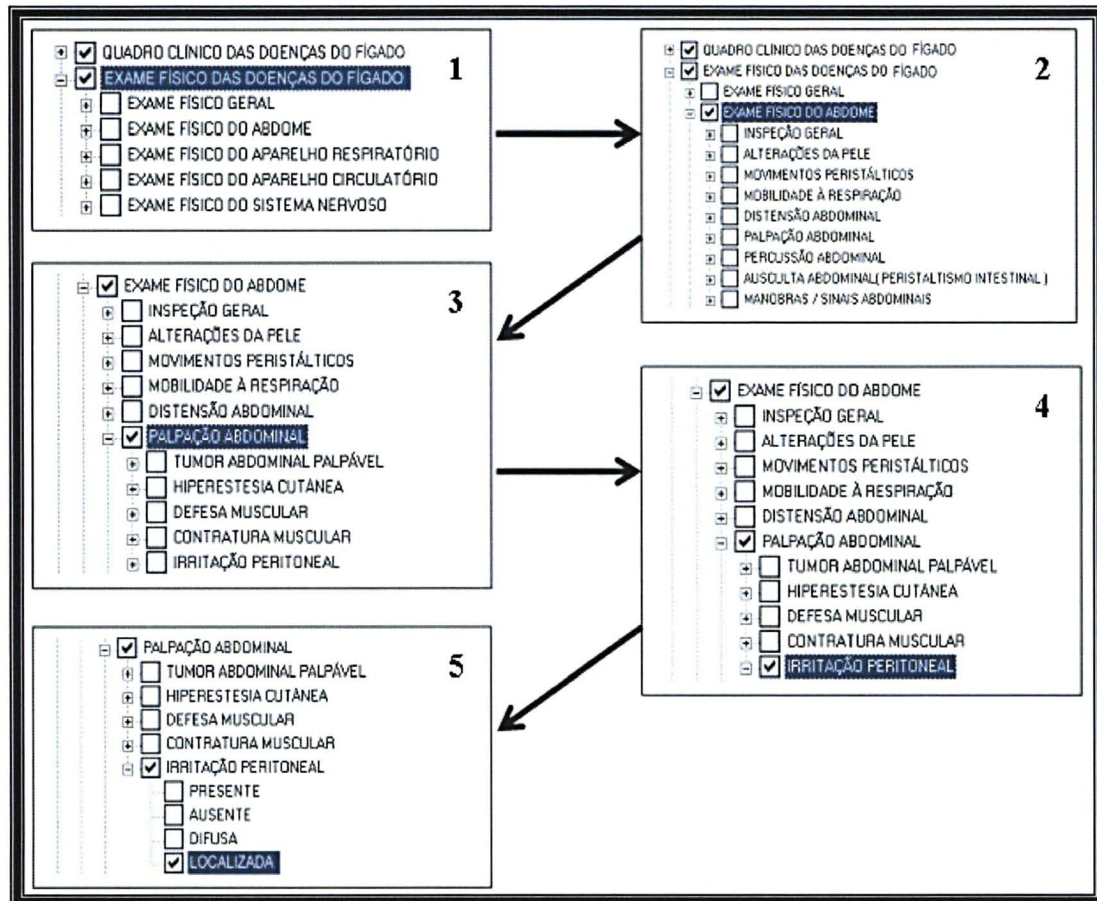 1
QUADRO CLÍNICO DAS DOENÇAS DO FÍGADO
EXAME FÍSICO DAS DOENÇAS DO FÍGADO
EXAME FÍSICO GERAL
EXAME FÍSICO DO ABDOME
EXAME FÍSICO DO APARELHO RESPIRATÓRIO
EXAME FÍSICO DO APARELHO CIRCULATÓRIO
EXAME FÍSICO DO SISTEMA NERVOSO
2
QUADRO CLÍNICO DAS DOENÇAS DO FÍGADO
EXAME FÍSICO DAS DOENÇAS DO FÍGADO
EXAME FÍSICO GERAL
EXAME FÍSICO DO ABDOME
INSPEÇÃO GERAL
ALTERAÇÕES DA PELE
MOVIMENTOS PERISTÁLTICOS
MOBILIDADE À RESPIRAÇÃO
DISTENSÃO ABDOMINAL
PALPAÇÃO ABDOMINAL
PERCUSSÃO ABDOMINAL
AUSCULTA ABDOMINAL( PERISTALTISMO INTESTINAL )
MANOBRAS / SINAIS ABDOMINAIS
3
EXAME FÍSICO DO ABDOME
INSPEÇÃO GERAL
ALTERAÇÕES DA PELE
MOVIMENTOS PERISTÁLTICOS
MOBILIDADE À RESPIRAÇÃO
DISTENSÃO ABDOMINAL
PALPAÇÃO ABDOMINAL
TUMOR ABDOMINAL PALPÁVEL
HIPERESTESIA CUTÂNEA
DEFESA MUSCULAR
CONTRATURA MUSCULAR
IRRITAÇÃO PERITONEAL
4
EXAME FÍSICO DO ABDOME
INSPEÇÃO GERAL
ALTERAÇÕES DA PELE
MOVIMENTOS PERISTÁLTICOS
MOBILIDADE À RESPIRAÇÃO
DISTENSÃO ABDOMINAL
PALPAÇÃO ABDOMINAL
TUMOR ABDOMINAL PALPÁVEL
HIPERESTESIA CUTÂNEA
DEFESA MUSCULAR
CONTRATURA MUSCULAR
IRRITAÇÃO PERITONEAL
5
PALPAÇÃO ABDOMINAL
TUMOR ABDOMINAL PALPÁVEL
HIPERESTESIA CUTÂNEA
DEFESA MUSCULAR
CONTRATURA MUSCULAR
IRRITAÇÃO PERITONEAL
PRESENTE
AUSENTE
DIFUSA
LOCALIZADA